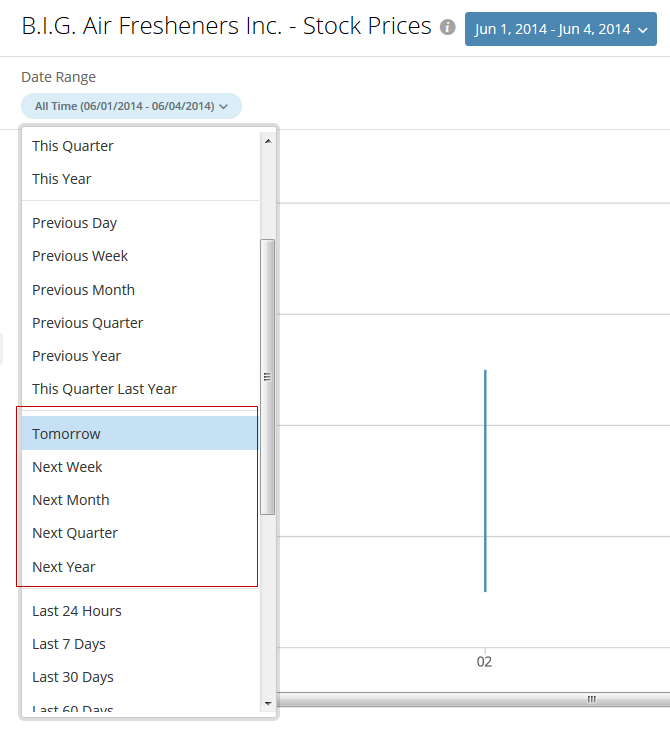 B.I.G. Air Fresheners Inc. - Stock Prices
Jun 1, 2014 - Jun 4, 2014
Date Range
All Time (06/01/2014 - 06/04/2014)
This Quarter
This Year
Previous Day
Previous Week
Previous Month
Previous Quarter
Previous Year
This Quarter Last Year
Tomorrow
Next Week
Next Month
Next Quarter
Next Year
Last 24 Hours
Last 7 Days
Last 30 Days
Last 60 Days
02